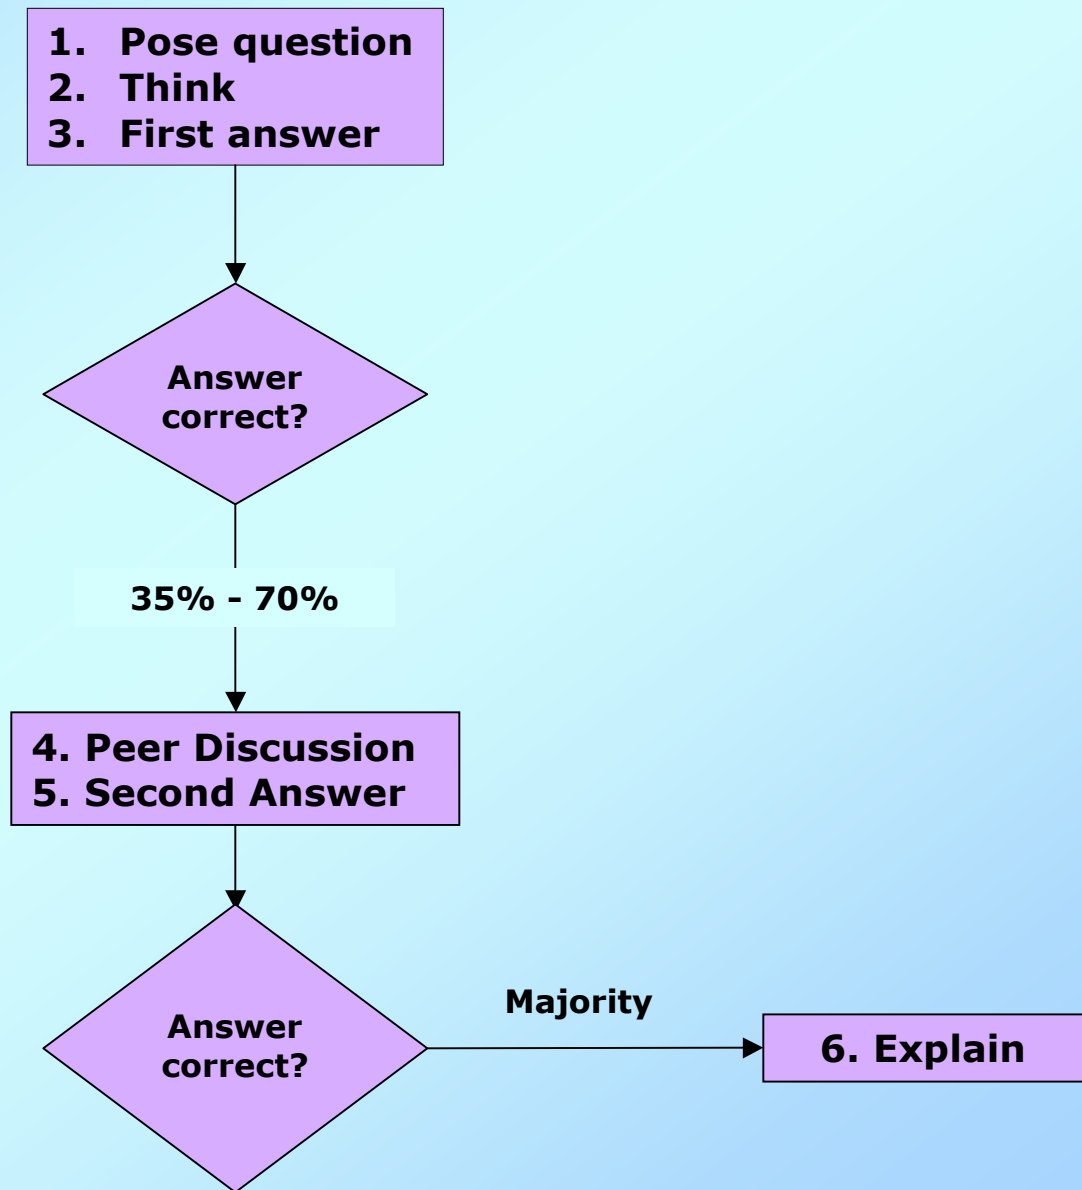 1. Pose question
2. Think
3. First answer
Answer
correct?
35% - 70%
4. Peer Discussion
5. Second Answer
Answer
correct?
Majority
6. Explain